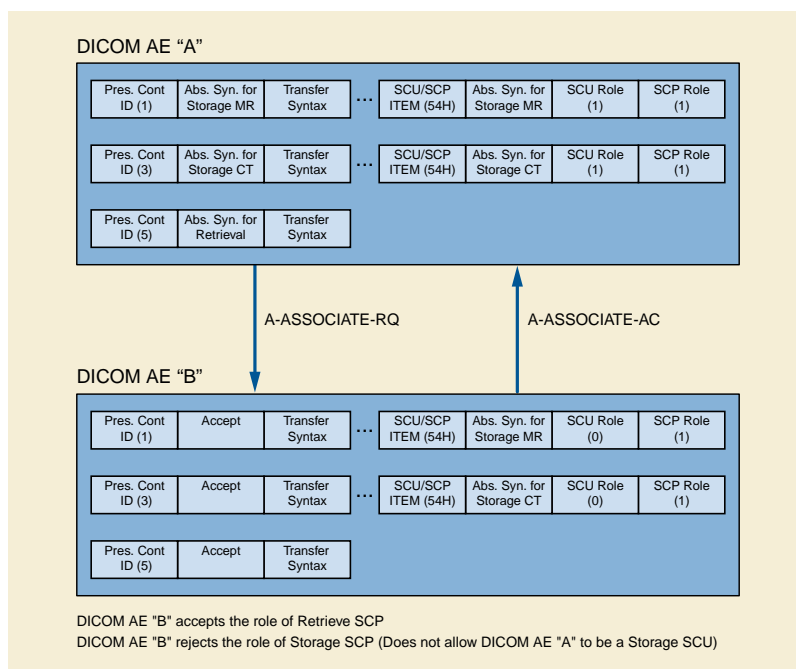 DICOM AE “A”
Pres. Cont ID (1) Abs. Syn. for Storage MR Transfer Syntax ... SCU/SCP ITEM (54H) Abs. Syn. for Storage MR SCU Role (1) SCP Role (1)
Pres. Cont ID (3) Abs. Syn. for Storage CT Transfer Syntax ... SCU/SCP ITEM (54H) Abs. Syn. for Storage CT SCU Role (1) SCP Role (1)
Pres. Cont ID (5) Abs. Syn. for Retrieval Transfer Syntax
A-ASSOCIATE-RQ A-ASSOCIATE-AC
DICOM AE “B”
Pres. Cont ID (1) Accept Transfer Syntax ... SCU/SCP ITEM (54H) Abs. Syn. for Storage MR SCU Role (0) SCP Role (1)
Pres. Cont ID (3) Accept Transfer Syntax ... SCU/SCP ITEM (54H) Abs. Syn. for Storage CT SCU Role (0) SCP Role (1)
Pres. Cont ID (5) Accept Transfer Syntax
DICOM AE "B" accepts the role of Retrieve SCP
DICOM AE "B" rejects the role of Storage SCP (Does not allow DICOM AE "A" to be a Storage SCU)